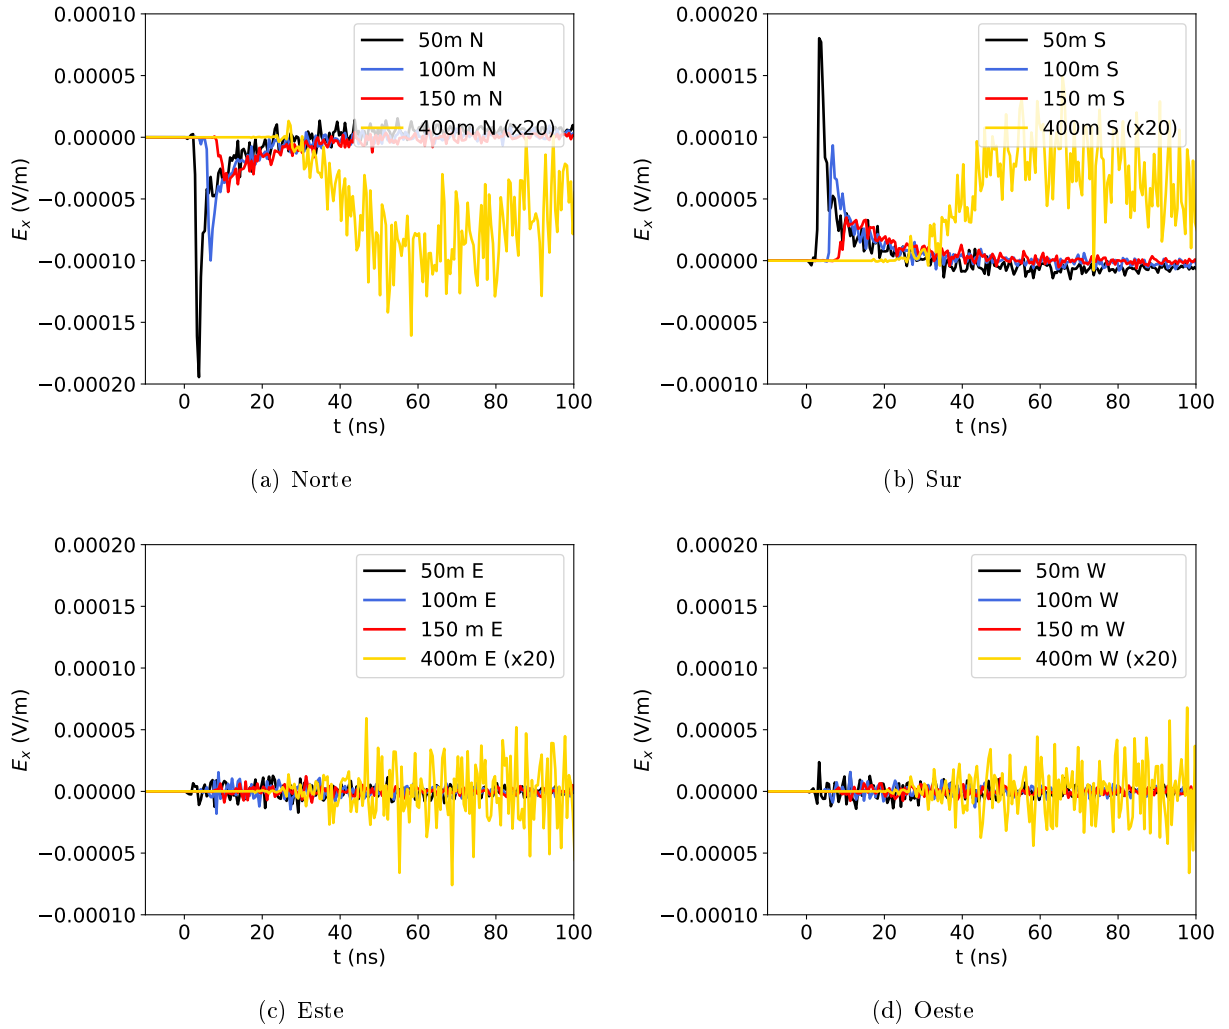 0.00010
0.00005
0.00000
−0.00005
−0.00010
−0.00015
−0.00020
E_x (V/m)
0 20 40 60 80 100
t (ns)
50m N
100m N
150 m N
400m N (x20)
(a) Norte
0.00020
0.00015
0.00010
0.00005
0.00000
−0.00005
−0.00010
E_x (V/m)
0 20 40 60 80 100
t (ns)
50m S
100m S
150 m S
400m S (x20)
(b) Sur
0.00020
0.00015
0.00010
0.00005
0.00000
−0.00005
−0.00010
E_x (V/m)
0 20 40 60 80 100
t (ns)
50m E
100m E
150 m E
400m E (x20)
(c) Este
0.00020
0.00015
0.00010
0.00005
0.00000
−0.00005
−0.00010
E_x (V/m)
0 20 40 60 80 100
t (ns)
50m W
100m W
150 m W
400m W (x20)
(d) Oeste